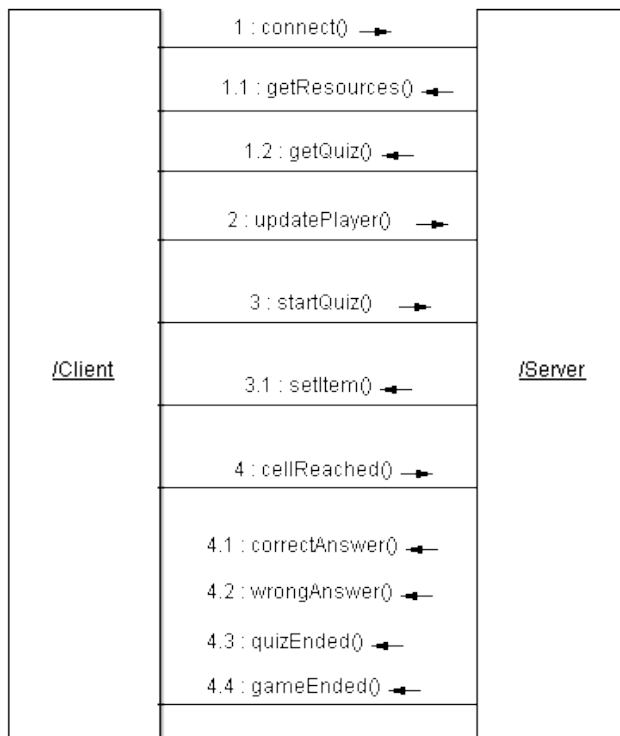 1 : connect()
1.1 : getResources()
1.2 : getQuiz()
2 : updatePlayer()
3 : startQuiz()
/Client
/Server
3.1 : setItem()
4 : cellReached()
4.1 : correctAnswer()
4.2 : wrongAnswer()
4.3 : quizEnded()
4.4 : gameEnded()